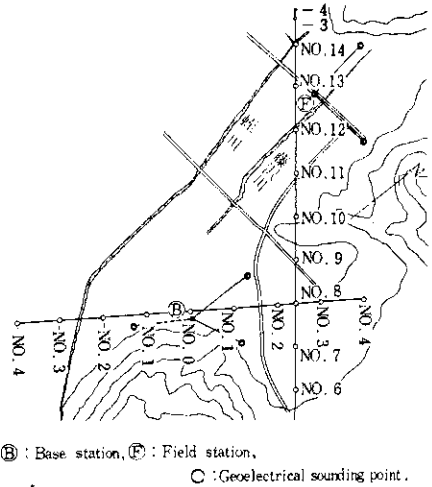 -4
-3
NO. 14
NO. 13
F
NO. 12
NO. 11
NO. 10
NO. 9
NO. 8
B
NO. 4
-NO. 3
-NO. 2
-NO. 1
NO. 0
NO. 1
NO. 2
NO. 3
NO. 4
NO. 7
NO. 6
Ⓑ : Base station, Ⓕ : Field station,
○ : Geoelectrical sounding point.